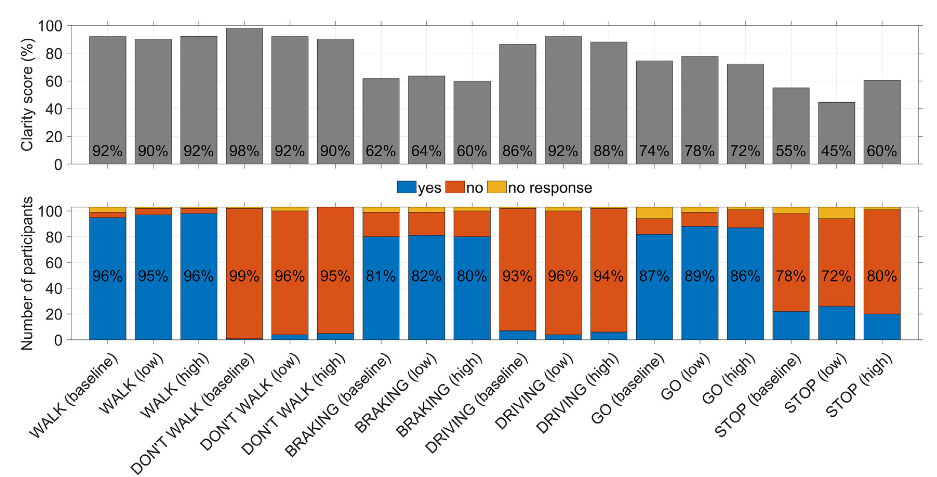 Clarity score (%)
100
80
60
40
20
0
92% 90% 92% 98% 92% 90% 62% 64% 60% 86% 92% 88% 74% 78% 72% 55% 45% 60%
yes no no response
Number of participants
100
80
60
40
20
0
96% 95% 96% 99% 96% 95% 81% 82% 80% 93% 96% 94% 87% 89% 86% 78% 72% 80%
WALK (baseline)
WALK (low)
WALK (high)
DON'T WALK (baseline)
DON'T WALK (low)
DON'T WALK (high)
BRAKING (baseline)
BRAKING (low)
BRAKING (high)
DRIVING (baseline)
DRIVING (low)
DRIVING (high)
GO (baseline)
GO (low)
GO (high)
STOP (baseline)
STOP (low)
STOP (high)